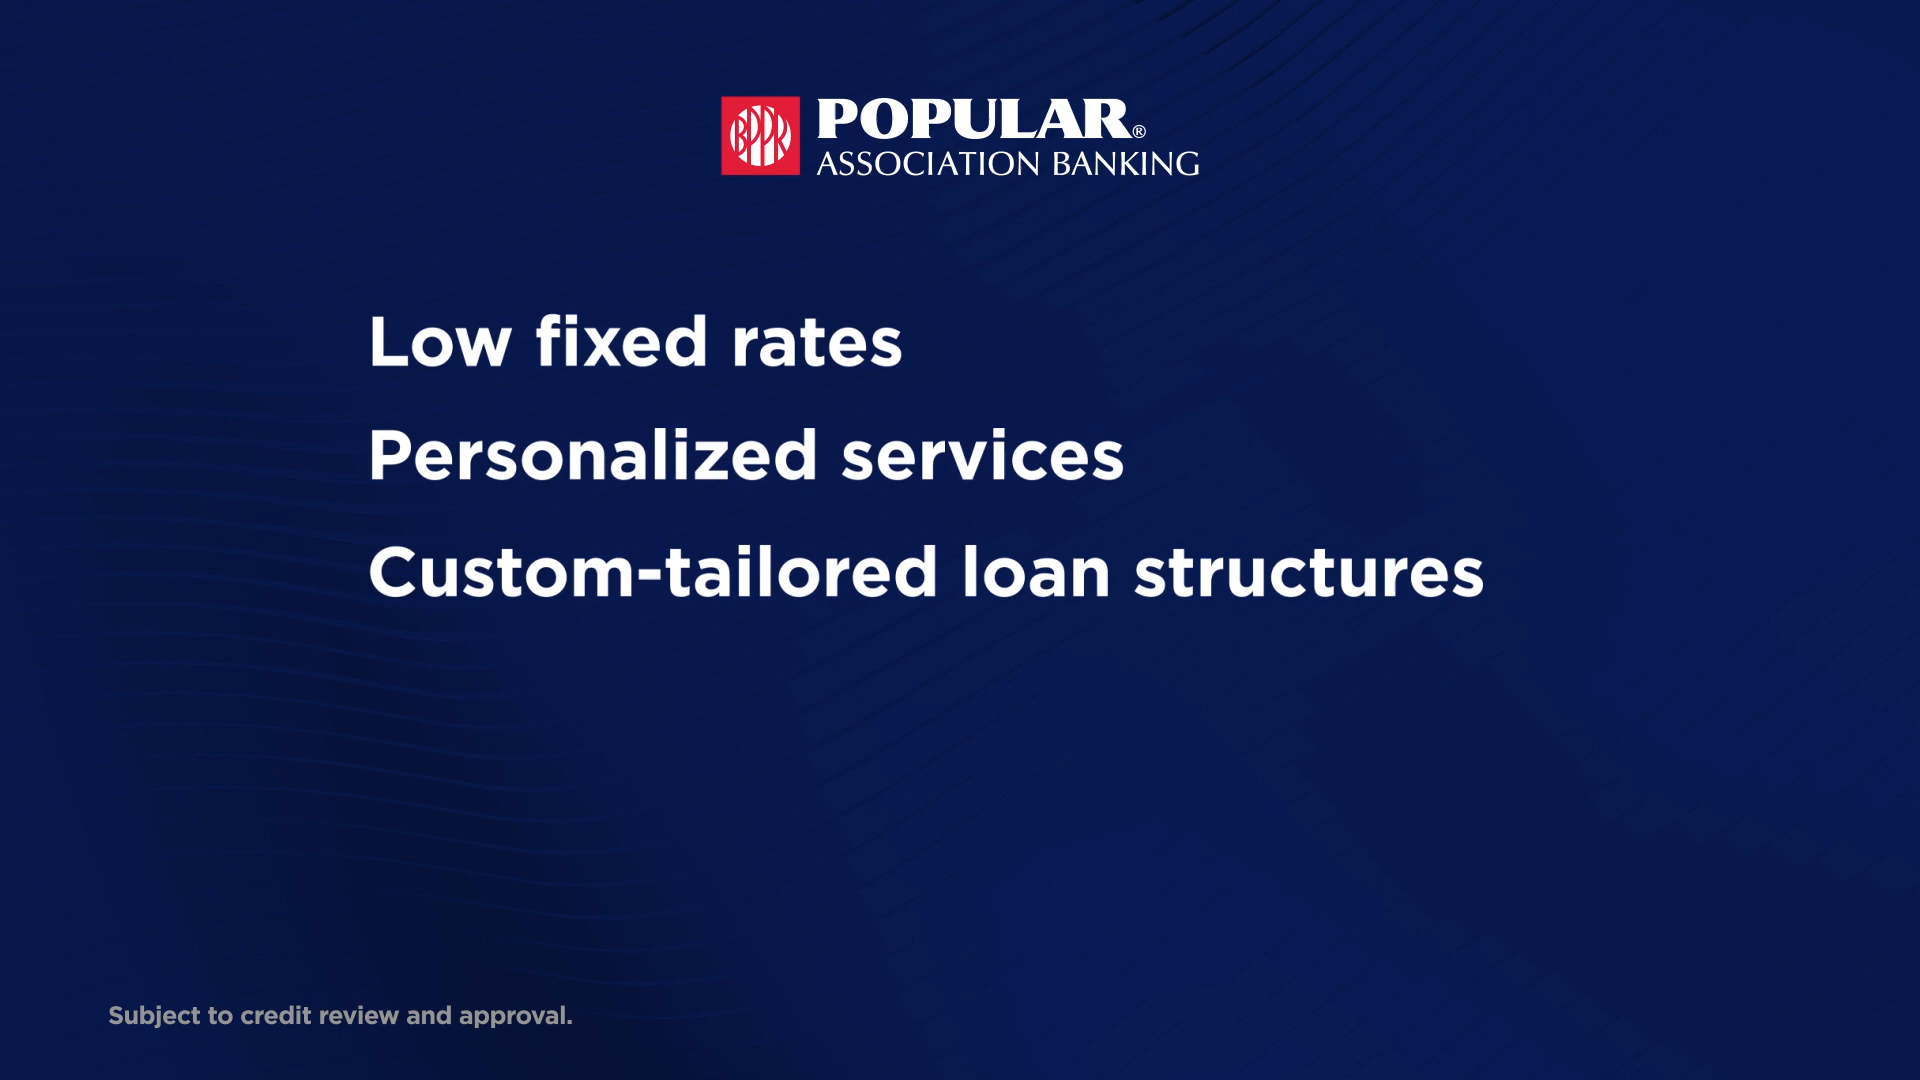 BPPR
POPULAR®
ASSOCIATION BANKING
Low fixed rates
Personalized services
Custom-tailored loan structures
Subject to credit review and approval.